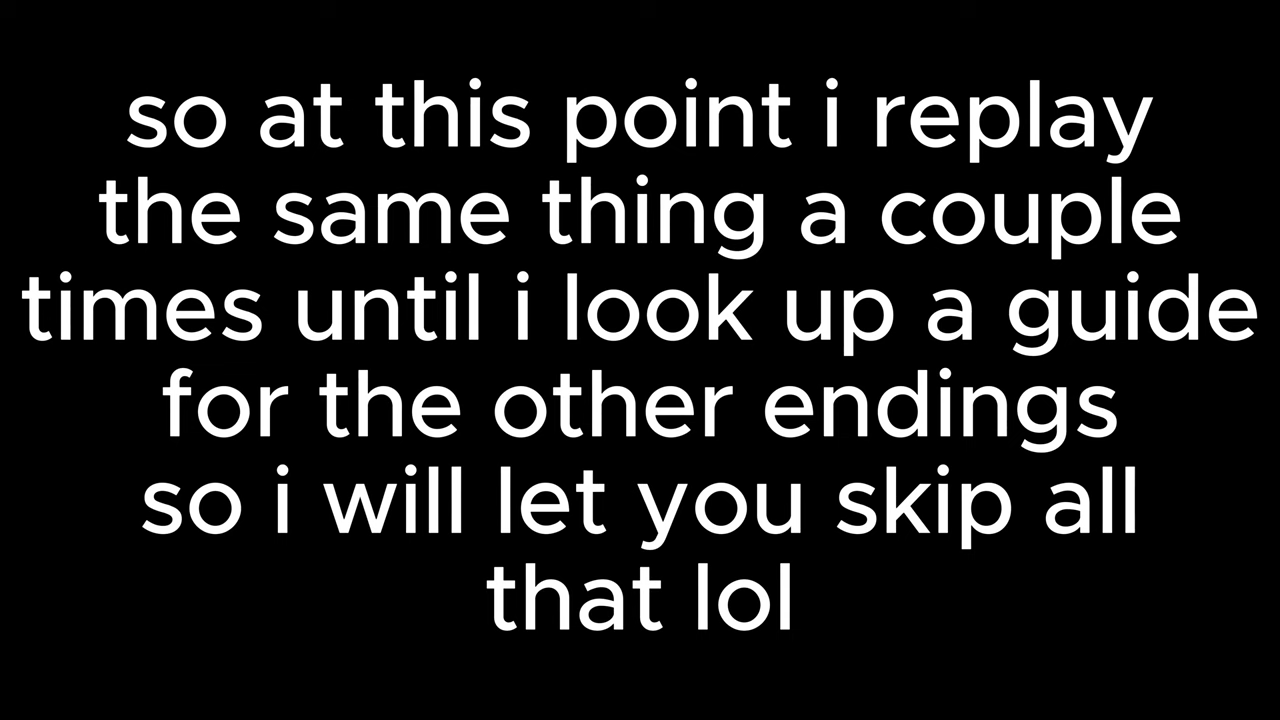 so at this point i replay
the same thing a couple
times until i look up a guide
for the other endings
so i will let you skip all
that lol